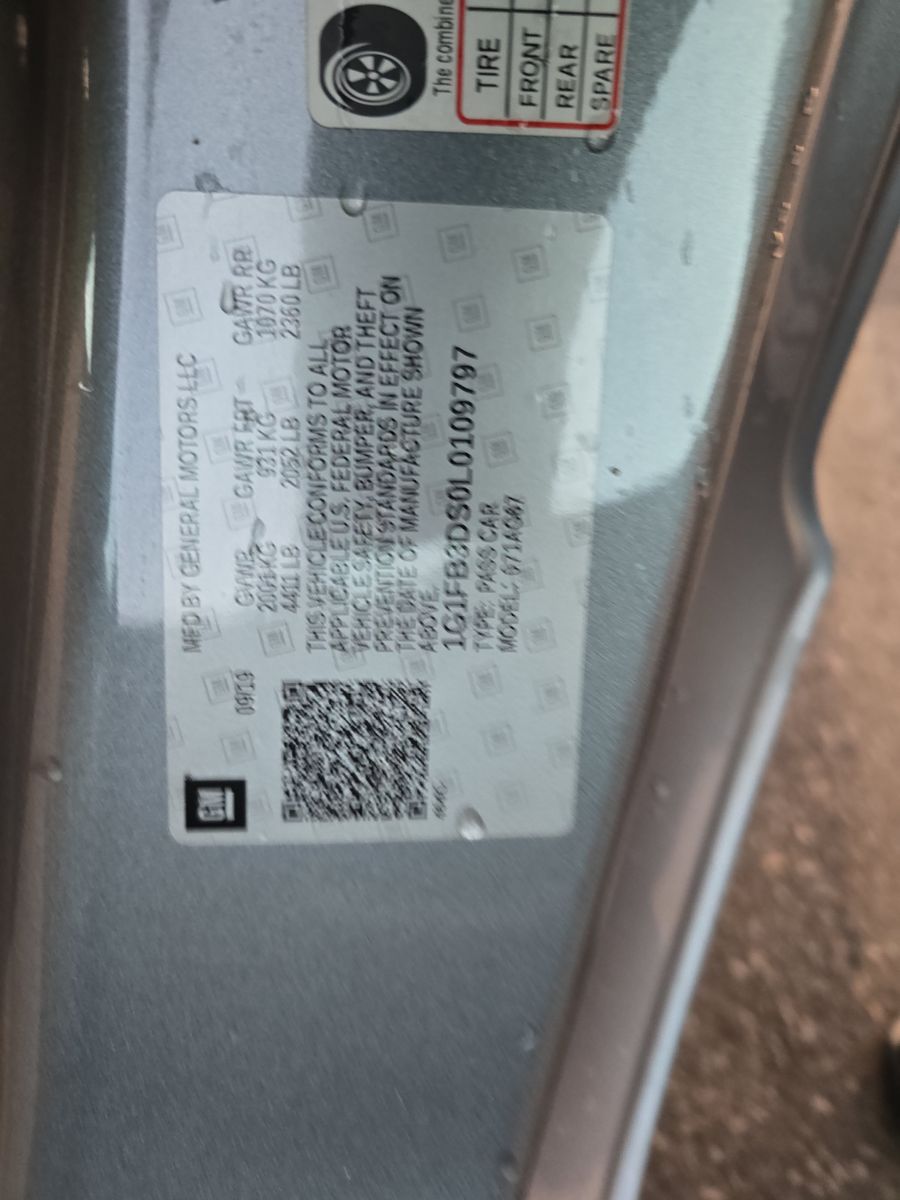 MFD BY GENERAL MOTORS LLC
09/19
GVWR GAWR FRT GAWR RR
2001 KG 931 KG 1070 KG
4411 LB 2052 LB 2360 LB
THIS VEHICLE CONFORMS TO ALL
APPLICABLE U.S. FEDERAL MOTOR
VEHICLE SAFETY, BUMPER, AND THEFT
PREVENTION STANDARDS IN EFFECT ON
THE DATE OF MANUFACTURE SHOWN
ABOVE.
1G1FB3DS0L0109797
TYPE: PASS CAR
MODEL:
GM
The combine
TIRE
FRONT
REAR
SPARE